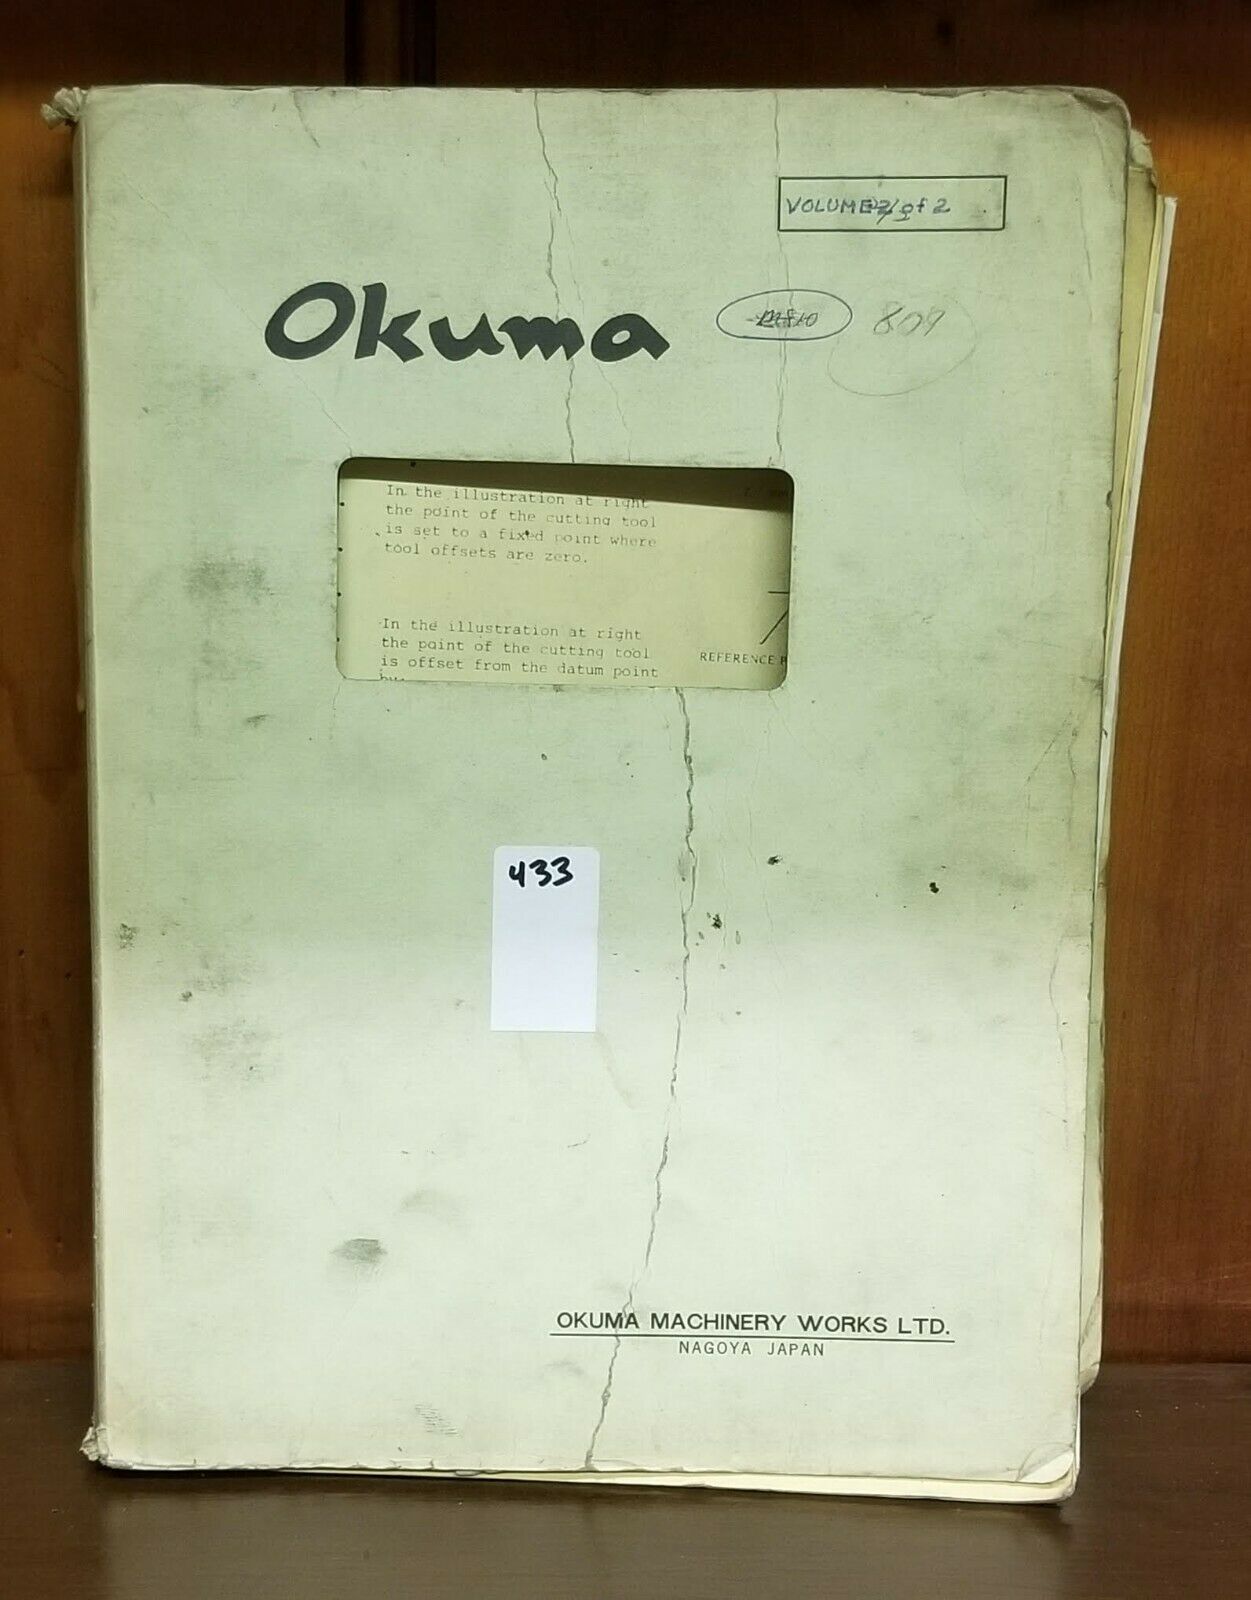 VOLUME of 2
Okuma
809
In the illustration at right
the point of the cutting tool
is set to a fixed point where
tool offsets are zero.
In the illustration at right
the point of the cutting tool
is offset from the datum point
by:
REFERENCE P
433
OKUMA MACHINERY WORKS LTD.
NAGOYA JAPAN